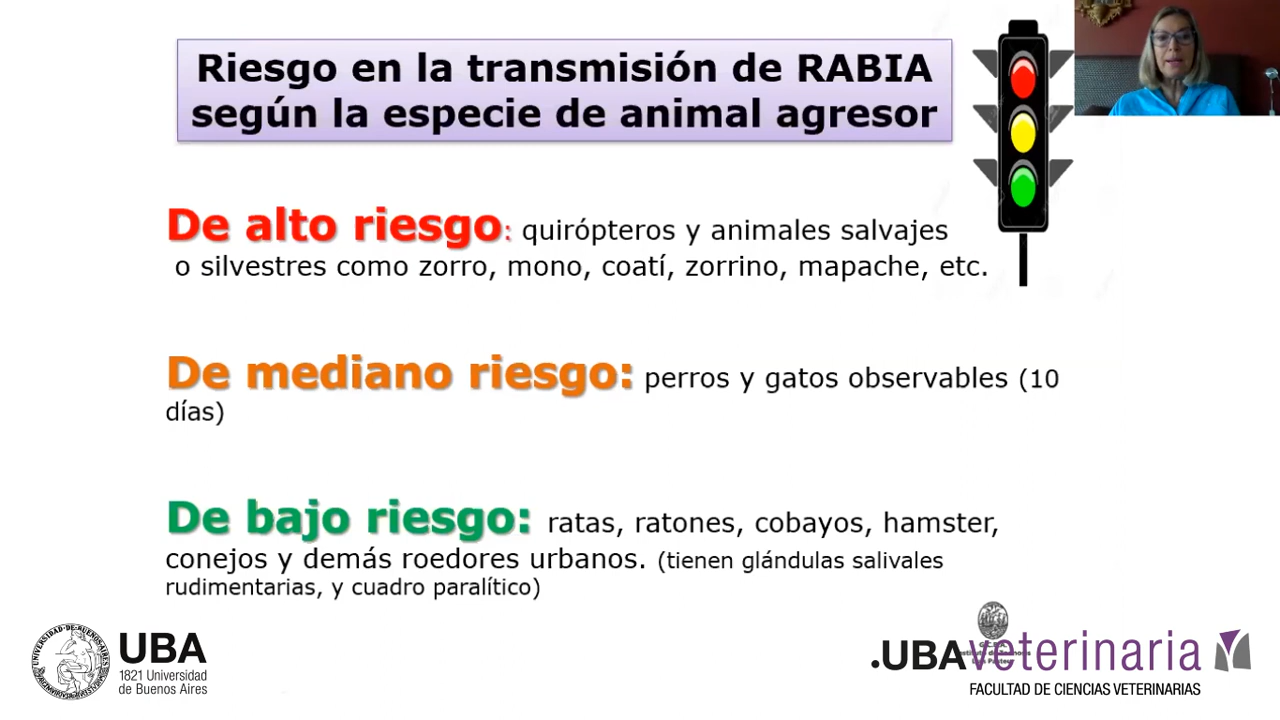 Riesgo en la transmisión de RABIA
según la especie de animal agresor
De alto riesgo: quirópteros y animales salvajes
o silvestres como zorro, mono, coatí, zorrino, mapache, etc.
De mediano riesgo: perros y gatos observables (10
días)
De bajo riesgo: ratas, ratones, cobayos, hamster,
conejos y demás roedores urbanos. (tienen glándulas salivales
rudimentarias, y cuadro paralítico)
UBA
1821 Universidad
de Buenos Aires
.UBAveterinaria
FACULTAD DE CIENCIAS VETERINARIAS